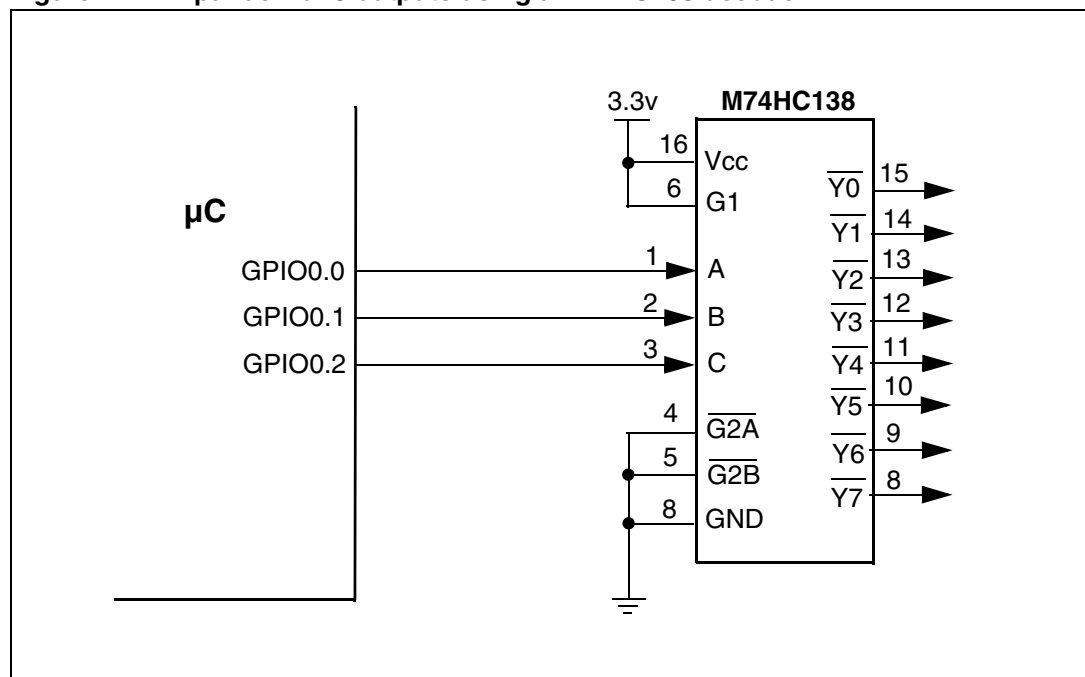 3.3v
M74HC138
µC
16
Vcc
6
G1
GPIO0.0
1
A
GPIO0.1
2
B
GPIO0.2
3
C
4
G2A
5
G2B
8
GND
Y0
15
Y1
14
Y2
13
Y3
12
Y4
11
Y5
10
Y6
9
Y7
8